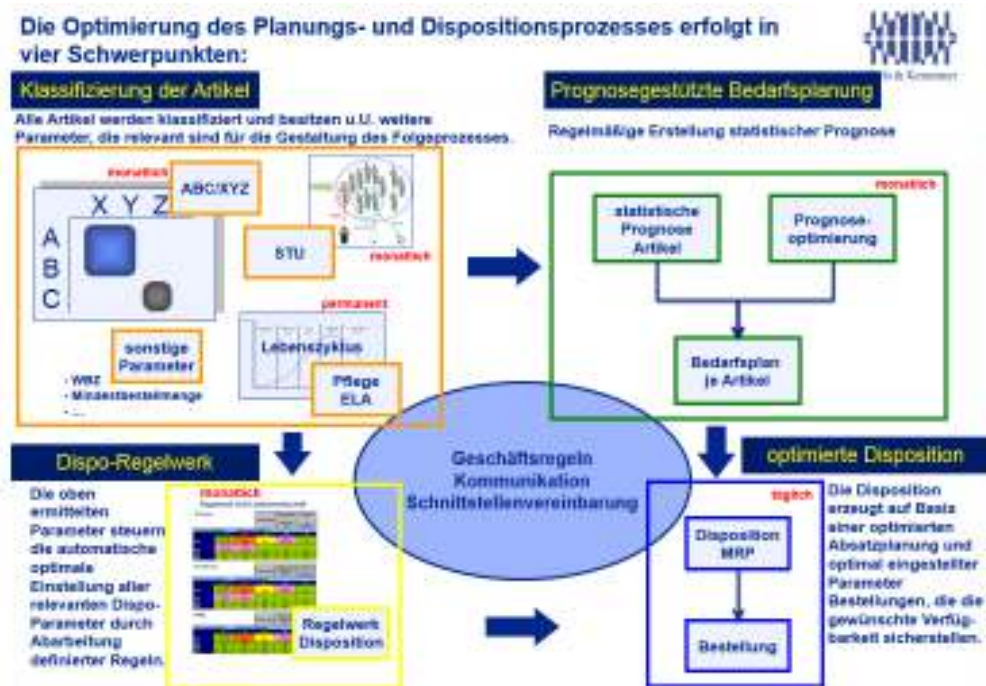 Die Optimierung des Planungs- und Dispositionsprozesses erfolgt in
vier Schwerpunkten:
& Kemmner
Klassifizierung der Artikel
Alle Artikel werden klassifiziert und besitzen u.U. weitere
Parameter, die relevant sind für die Gestaltung des Folgeprozesses.
monatlich
ABC/XYZ
X Y Z
A
B
C
STU
monatlich
permanent
Lebenszyklus
sonstige
Parameter
- WBZ
- Mindestbestellmenge
- ...
Pflege
ELA
Prognosegestützte Bedarfsplanung
Regelmäßige Erstellung statistischer Prognose
monatlich
statistische
Prognose
Artikel
Prognose-
optimierung
Bedarfsplan
je Artikel
Geschäftsregeln
Kommunikation
Schnittstellenvereinbarung
Dispo-Regelwerk
Die oben
ermittelten
Parameter steuern
die automatische
optimale
Einstellung aller
relevanten Dispo-
Parameter durch
Abarbeitung
definierter Regeln.
monatlich
Regelwerk
Disposition
optimierte Disposition
täglich
Disposition
MRP
Bestellung
Die Disposition
erzeugt auf Basis
einer optimierten
Absatzplanung und
optimal eingestellter
Parameter
Bestellungen, die die
gewünschte Verfüg-
barkeit sicherstellen.